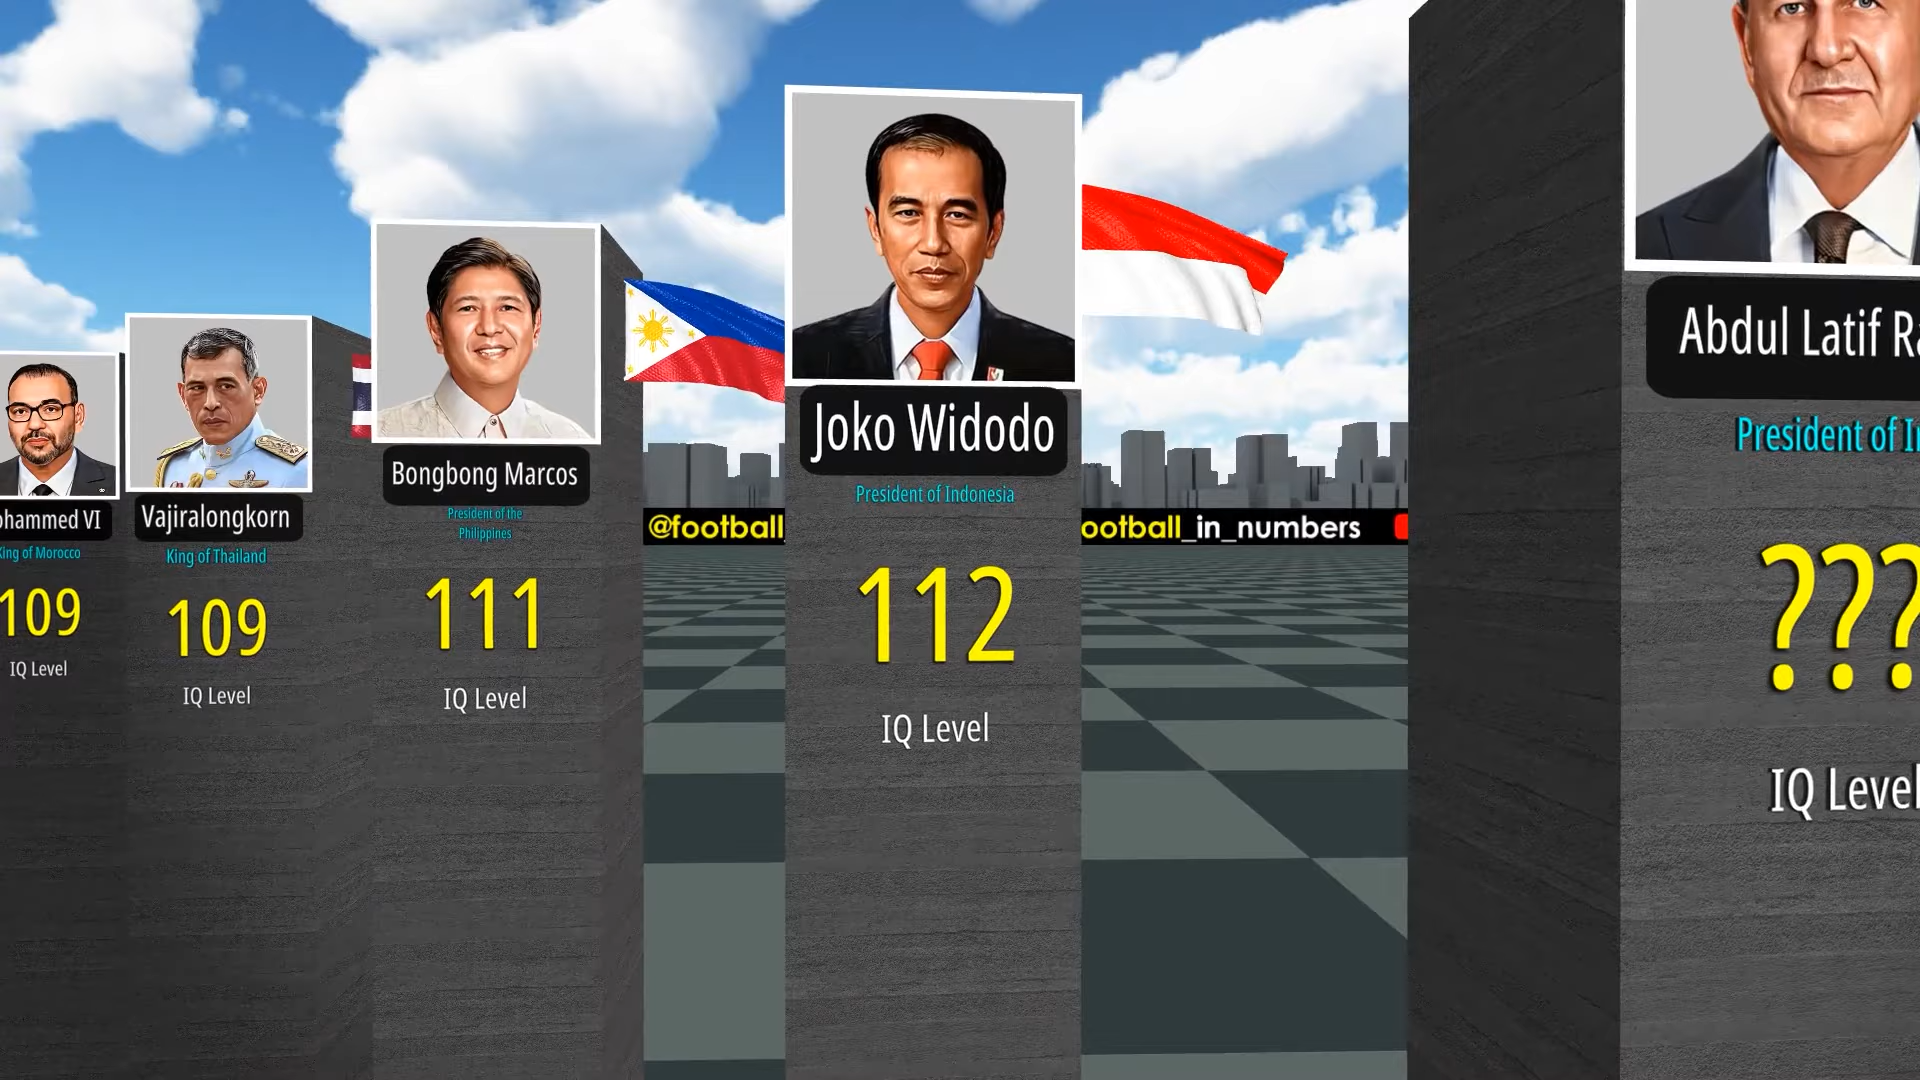 ohammed VI
King of Morocco
109
IQ Level
Vajiralongkorn
King of Thailand
109
IQ Level
Bongbong Marcos
President of the
Philippines
111
IQ Level
@football
Joko Widodo
President of Indonesia
112
IQ Level
ootball_in_numbers
Abdul Latif Ra
President of I
???
IQ Level